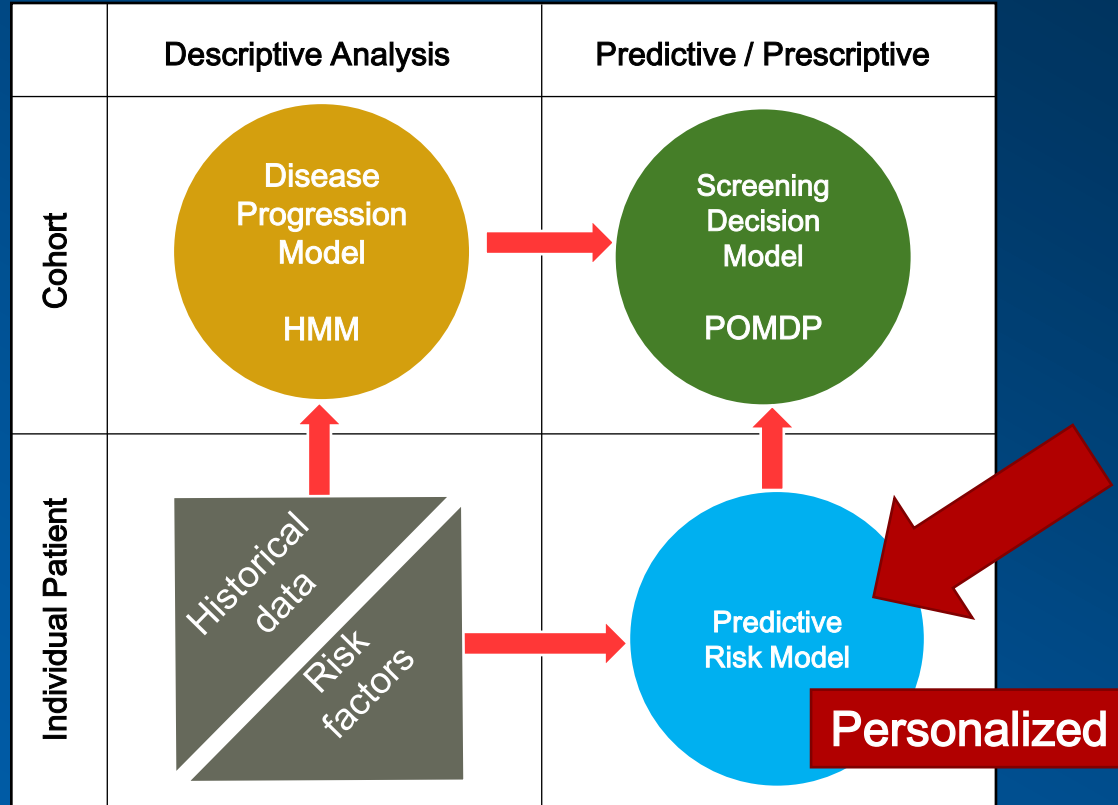 Descriptive Analysis
Predictive / Prescriptive
Cohort
Disease
Progression
Model
HMM
Screening
Decision
Model
POMDP
Individual Patient
Historical
data
Risk
factors
Predictive
Risk Model
Personalized